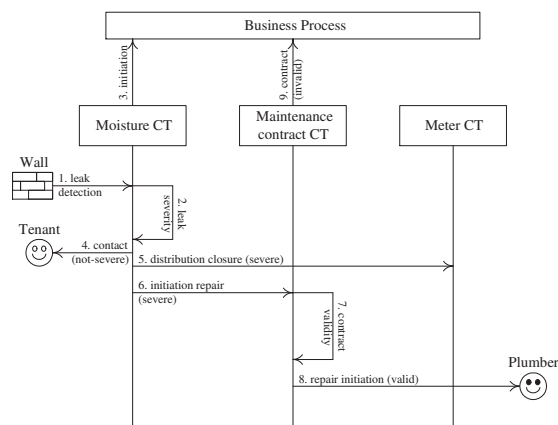 Business Process
3. initiation
9. contract
(invalid)
Moisture CT
Maintenance
contract CT
Meter CT
Wall
1. leak
detection
2. leak
severity
Tenant
4. contact
(not-severe)
5. distribution closure (severe)
6. initiation repair
(severe)
7. contract
validity
Plumber
8. repair initiation (valid)